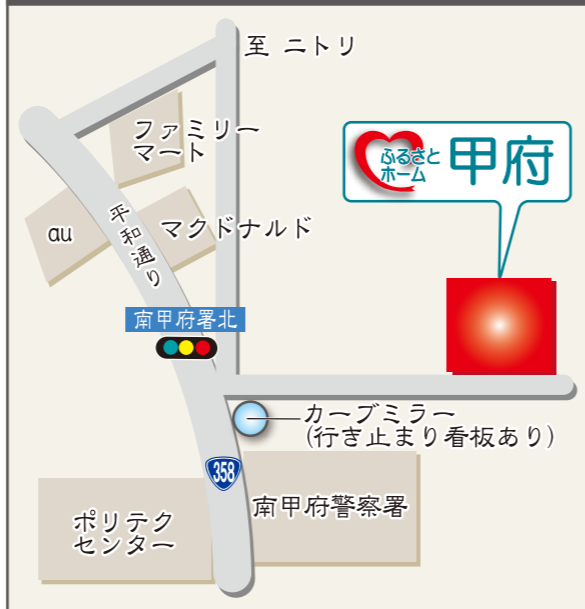 至 ニトリ
ファミリー
マート
ふるさと
ホーム
甲府
au
平和通り
マクドナルド
南甲府署北
カーブミラー
(行き止まり看板あり)
358
南甲府警察署
ポリテク
センター